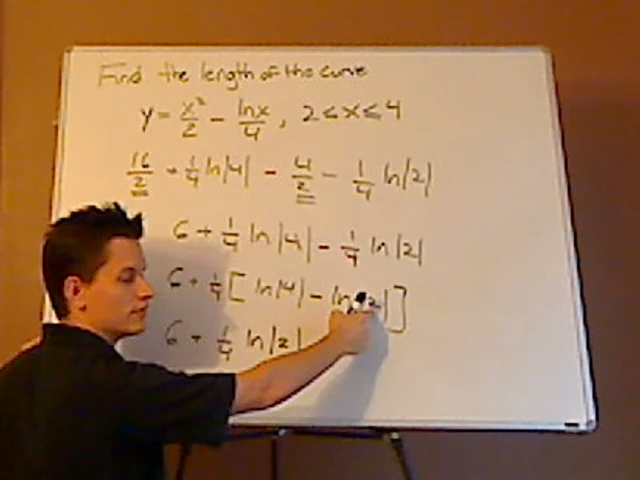 Find the length of the curve
y = x²/2 - lnx/4, 2 ≤ x ≤ 4
16/2 + 1/4 ln|4| - 4/2 - 1/4 ln|2|
6 + 1/4 ln|4| - 1/4 ln|2|
6 + 1/4 [ ln|4| - ln|2| ]
6 + 1/4 ln|2|